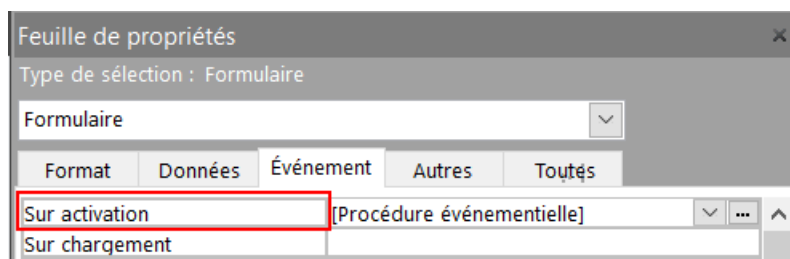 Feuille de propriétés
Type de sélection : Formulaire
Formulaire
Format Données Événement Autres Toutes
Sur activation [Procédure événementielle] ...
Sur chargement